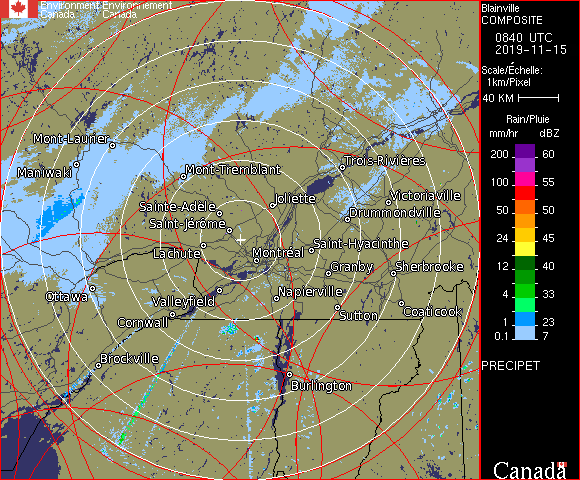 Environment Environnement
Canada Canada
Mont-Laurier
Maniwaki
Mont-Tremblant
Trois-Rivières
Joliette
Victoriaville
Sainte-Adèle
Drummondville
Saint-Jérôme
Saint-Hyacinthe
Lachute
Montréal
Granby
Sherbrooke
Ottawa
Valleyfield
Napierville
Cornwall
Sutton
Coaticook
Brockville
Burlington
Blainville
COMPOSITE
0840 UTC
2019-11-15
Scale/Échelle:
1km/Pixel
40 KM
Rain/Pluie
mm/hr dBZ
200 60
100 55
50 50
24 45
12 40
4 33
1 23
0.1 7
PRECIPET
Canada